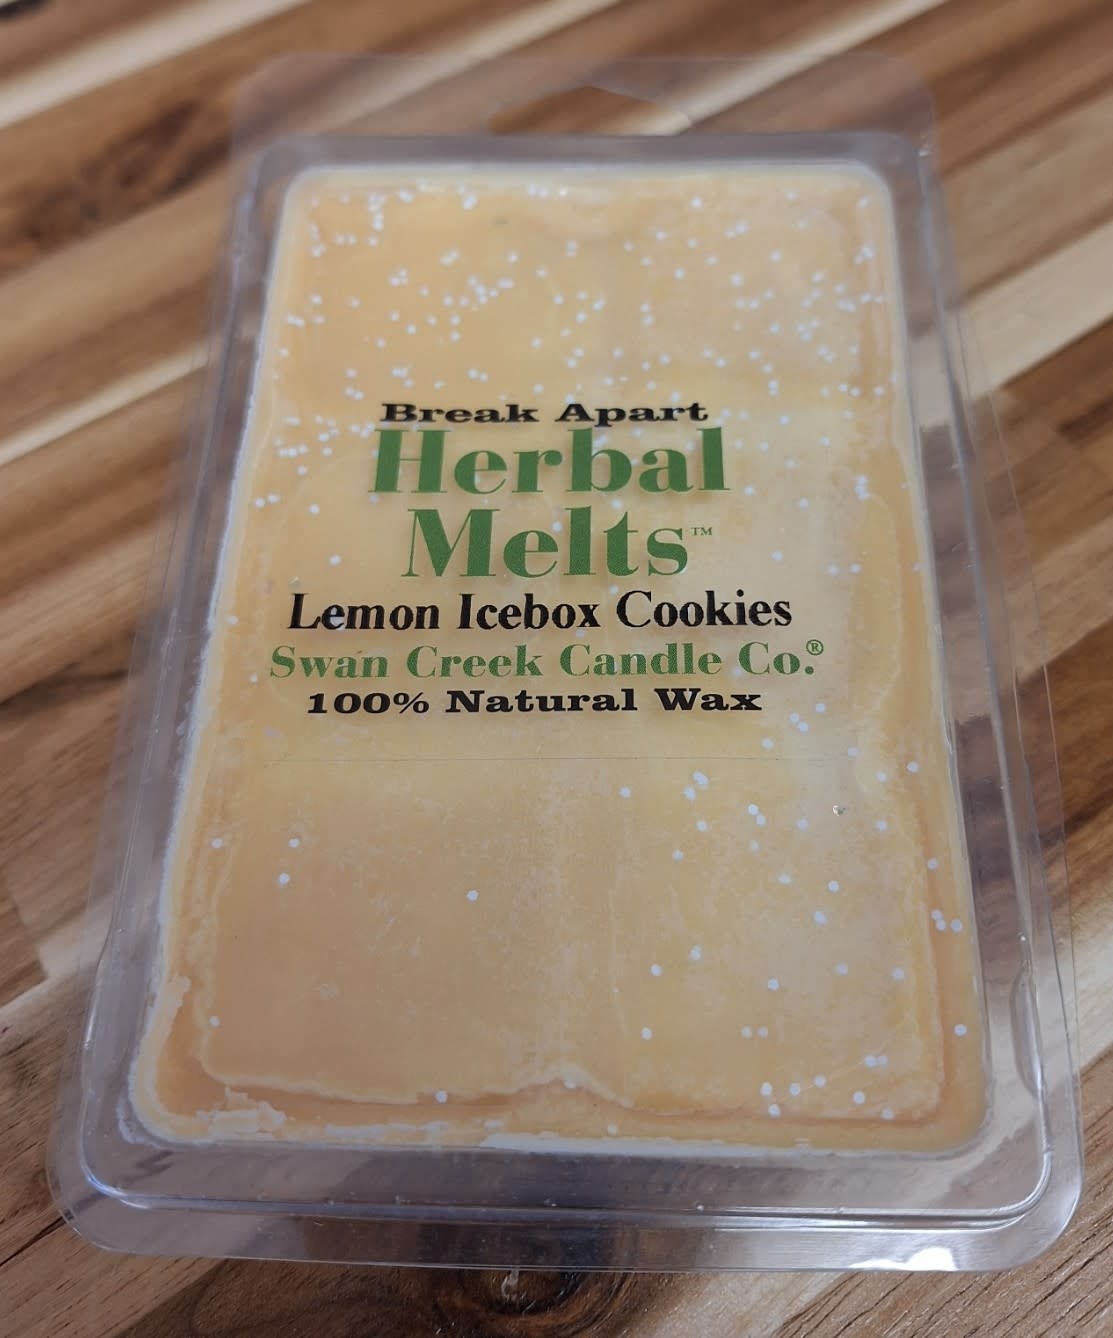 Break Apart
Herbal
Melts™
Lemon Icebox Cookies
Swan Creek Candle Co.®
100% Natural Wax